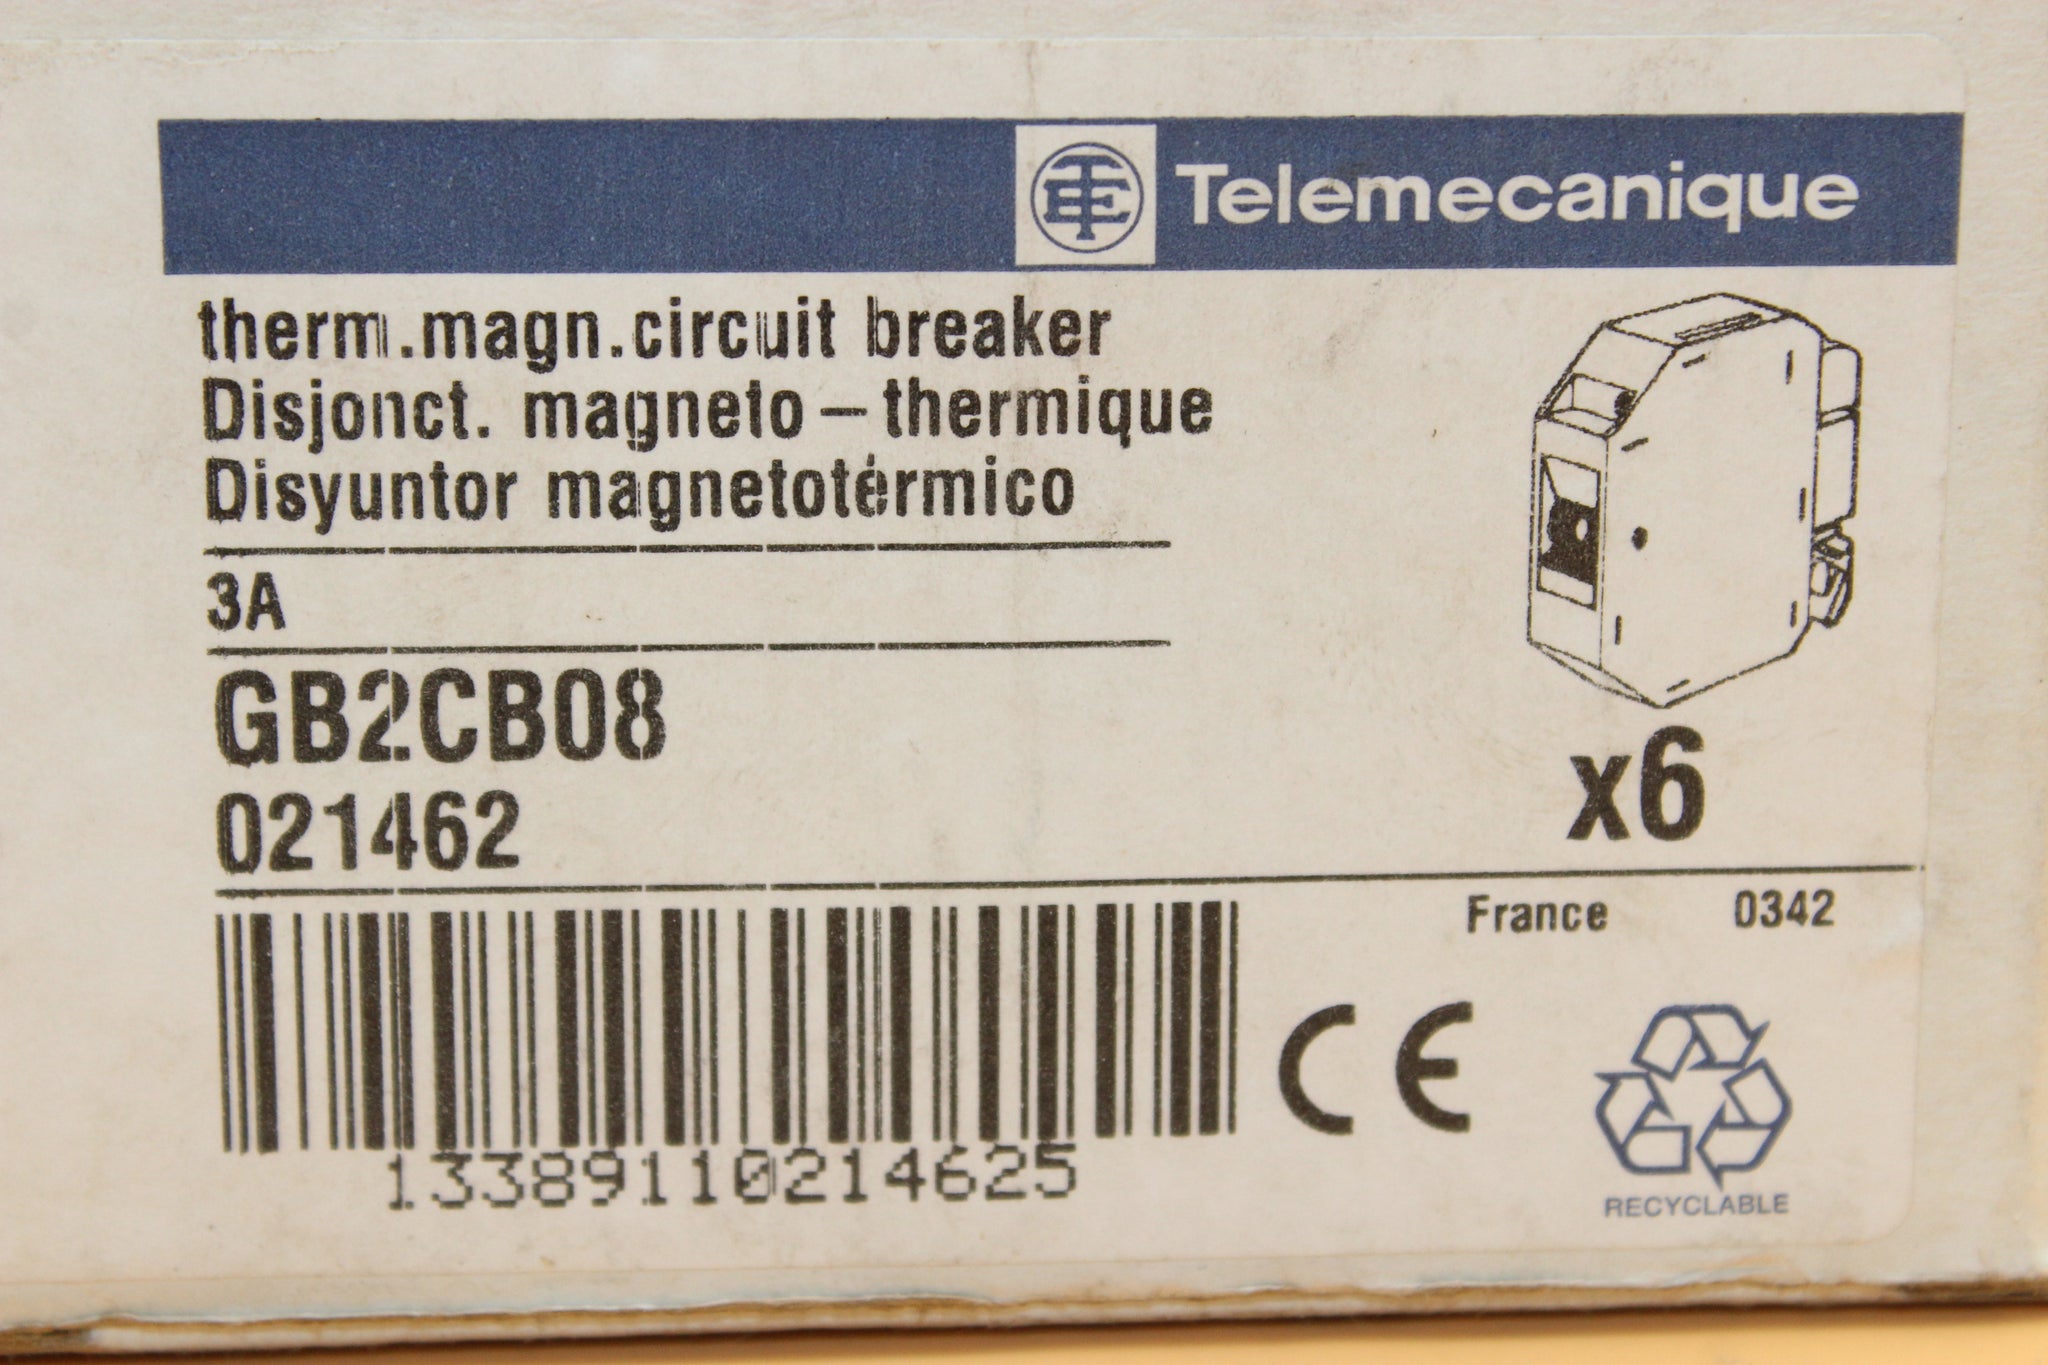 TE Telemecanique
therm.magn.circuit breaker
Disjonct. magneto – thermique
Disyuntor magnetotérmico
3A
GB2CB08
021462
x6
France 0342
13389110214625
CE
RECYCLABLE